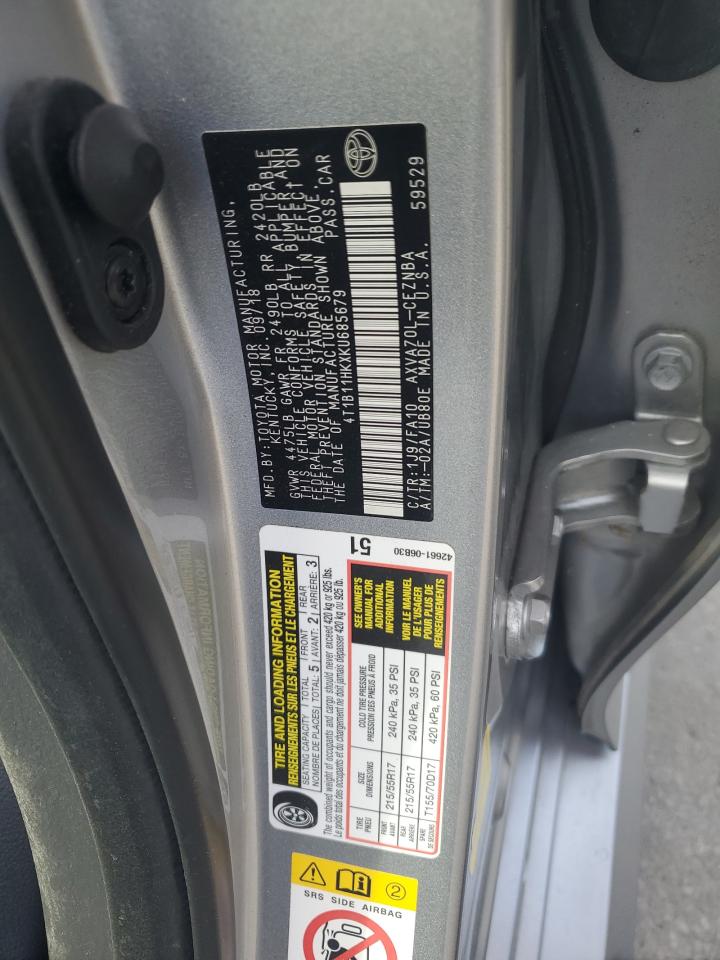 MFD.BY:TOYOTA MOTOR MANUFACTURING,
KENTUCKY, INC. 09/18
GVWR 4475LB GAWR FR 2490LB RR 2420LB
THIS VEHICLE CONFORMS TO ALL APPLICABLE
FEDERAL MOTOR VEHICLE SAFETY, BUMPER, AND
THEFT PREVENTION STANDARDS IN EFFECT ON
THE DATE OF MANUFACTURE SHOWN ABOVE.
4T1B11HKXKU685679 PASS.CAR
C/TR:1J9/FA10 AXVA70L-CEZNBA
A/TM:-02A/UB80E MADE IN U.S.A. 59529
TIRE AND LOADING INFORMATION
RENSEIGNEMENTS SUR LES PNEUS ET LE CHARGEMENT
SEATING CAPACITY | TOTAL | FRONT | REAR
NOMBRE DE PLACES | TOTAL: 5 | AVANT: 2 | ARRIÈRE: 3
The combined weight of occupants and cargo should never exceed 420 kg or 925 lbs.
Le poids total des occupants et du chargement ne doit jamais dépasser 420 kg ou 925 lb.
TIRE PNEU
SIZE DIMENSIONS
COLD TIRE PRESSURE PRESSION DES PNEUS À FROID
FRONT AVANT 215/55R17 240 kPa, 35 PSI
REAR ARRIÈRE 215/55R17 240 kPa, 35 PSI
SPARE DE SECOURS T155/70D17 420 kPa, 60 PSI
SEE OWNER'S
MANUAL FOR
ADDITIONAL
INFORMATION
VOIR LE MANUEL
DE L'USAGER
POUR PLUS DE
RENSEIGNEMENTS
51
42661-06B30
2
SRS SIDE AIRBAG